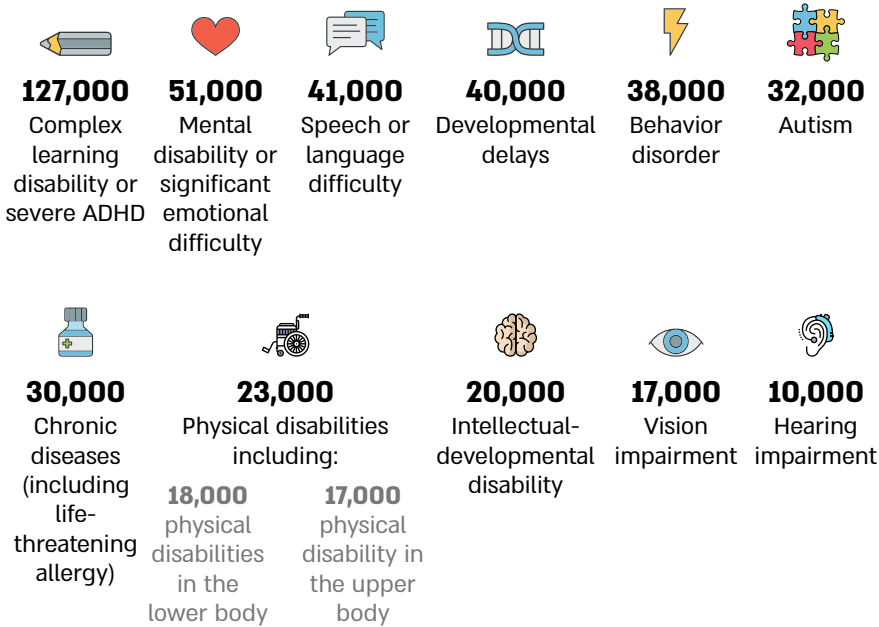 127,000
Complex
learning
disability or
severe ADHD
51,000
Mental
disability or
significant
emotional
difficulty
41,000
Speech or
language
difficulty
40,000
Developmental
delays
38,000
Behavior
disorder
32,000
Autism
30,000
Chronic
diseases
(including
life-
threatening
allergy)
23,000
Physical disabilities
including:
18,000
physical
disabilities
in the
lower body
17,000
physical
disability in
the upper
body
20,000
Intellectual-
developmental
disability
17,000
Vision
impairment
10,000
Hearing
impairment